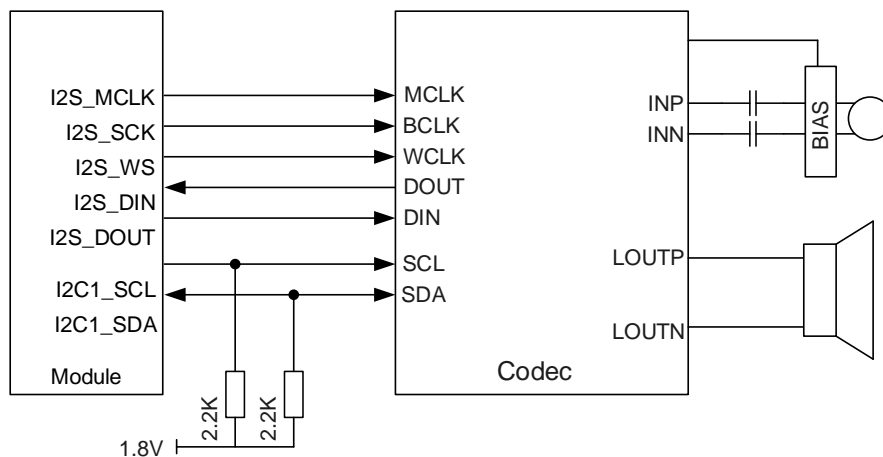 I2S_MCLK
I2S_SCK
I2S_WS
I2S_DIN
I2S_DOUT
I2C1_SCL
I2C1_SDA
Module
MCLK
BCLK
WCLK
DOUT
DIN
SCL
SDA
Codec
INP
INN
LOUTP
LOUTN
BIAS
2.2K
2.2K
1.8V